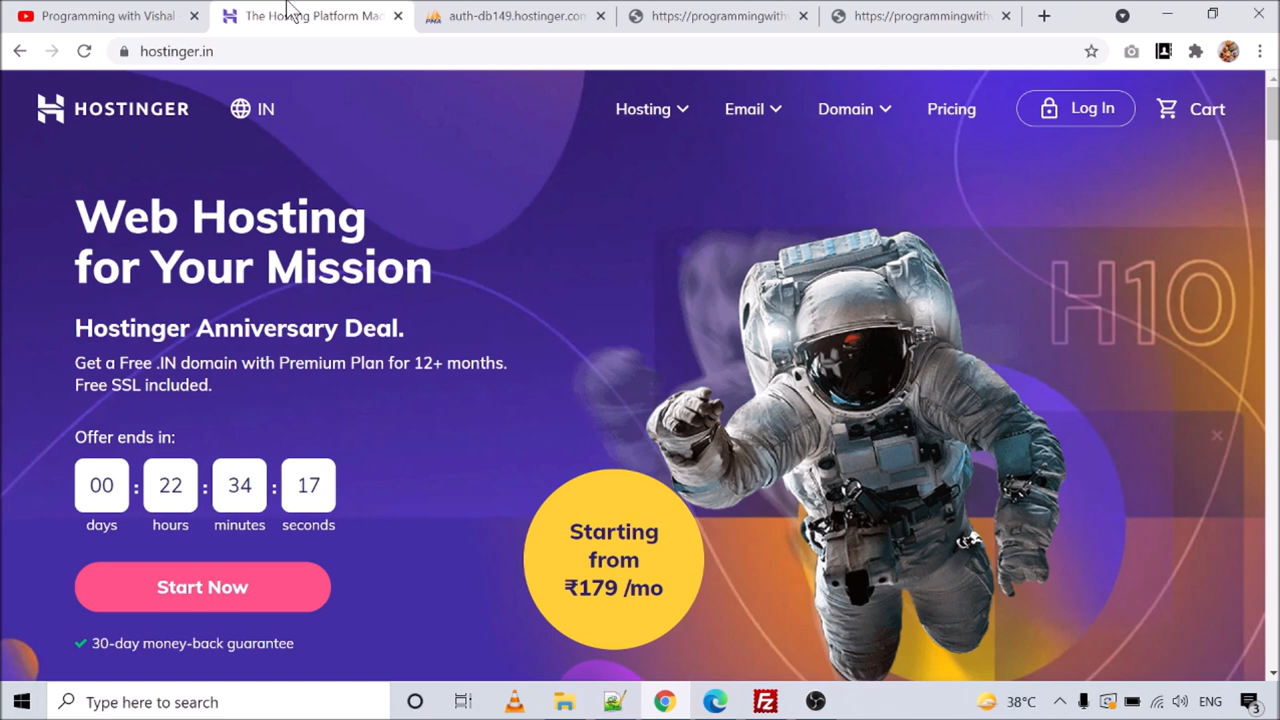 Programming with Vishal
The Hosting Platform Mad
auth-db149.hostinger.com
https://programmingwith
https://programmingwith
hostinger.in
HOSTINGER
IN
Hosting
Email
Domain
Pricing
Log In
Cart
Web Hosting
for Your Mission
Hostinger Anniversary Deal.
Get a Free .IN domain with Premium Plan for 12+ months.
Free SSL included.
Offer ends in:
00 : 22 : 34 : 17
days hours minutes seconds
Start Now
30-day money-back guarantee
Starting
from
₹179 /mo
H10
Type here to search
38°C
ENG
3